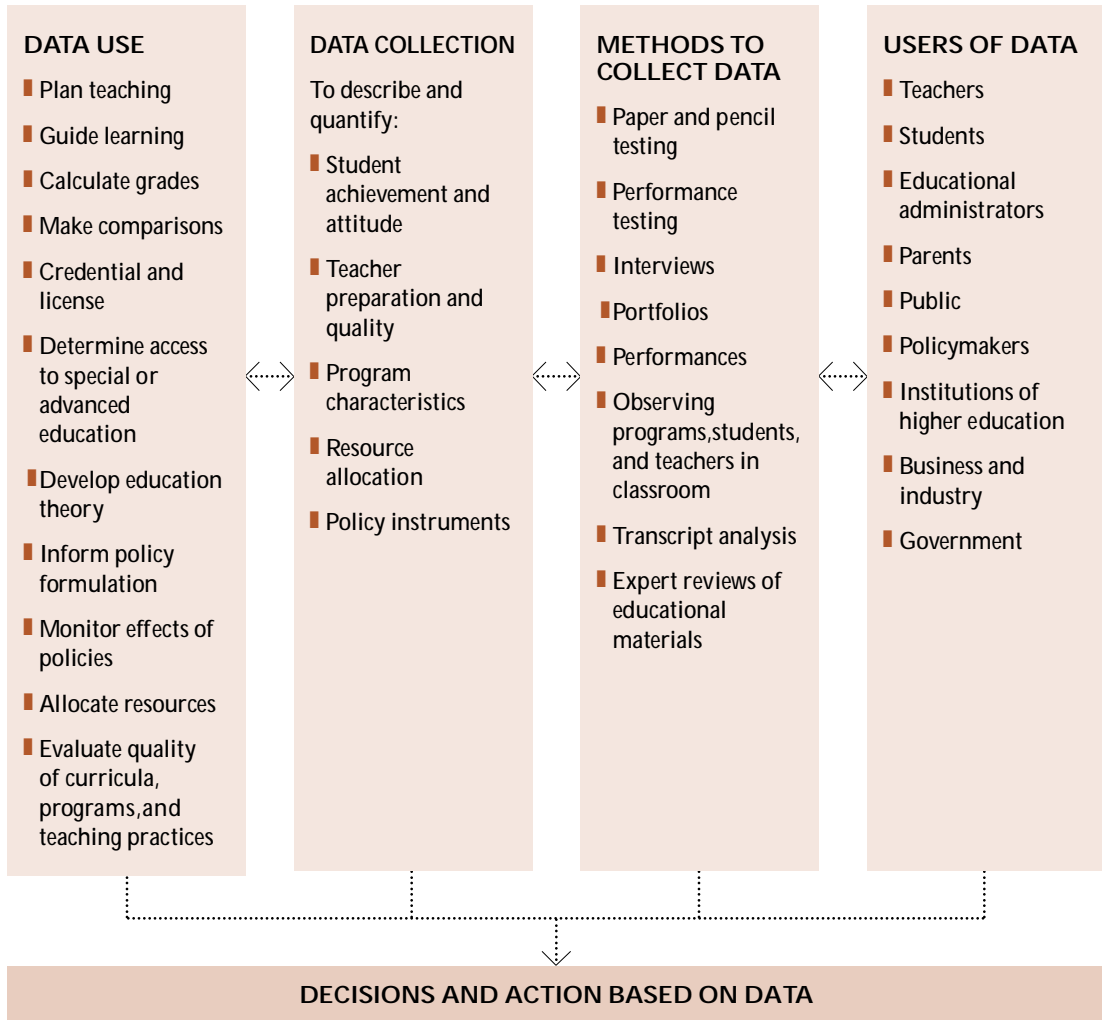 DATA USE
Plan teaching
Guide learning
Calculate grades
Make comparisons
Credential and
license
Determine access
to special or
advanced
education
Develop education
theory
Inform policy
formulation
Monitor effects of
policies
Allocate resources
Evaluate quality
of curricula,
programs,and
teaching practices
DATA COLLECTION
To describe and
quantify:
Student
achievement and
attitude
Teacher
preparation and
quality
Program
characteristics
Resource
allocation
Policy instruments
METHODS TO
COLLECT DATA
Paper and pencil
testing
Performance
testing
Interviews
Portfolios
Performances
Observing
programs,students,
and teachers in
classroom
Transcript analysis
Expert reviews of
educational
materials
USERS OF DATA
Teachers
Students
Educational
administrators
Parents
Public
Policymakers
Institutions of
higher education
Business and
industry
Government
DECISIONS AND ACTION BASED ON DATA